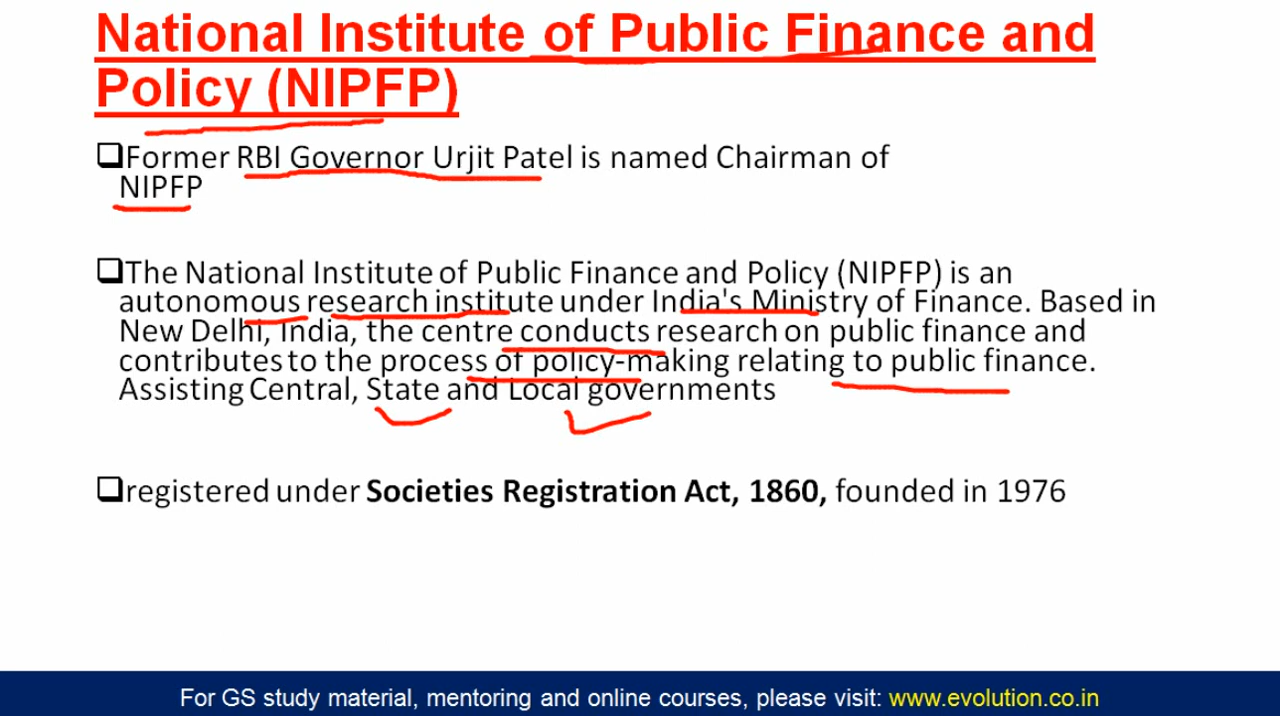 National Institute of Public Finance and
Policy (NIPFP)
Former RBI Governor Urjit Patel is named Chairman of
NIPFP
The National Institute of Public Finance and Policy (NIPFP) is an
autonomous research institute under India's Ministry of Finance. Based in
New Delhi, India, the centre conducts research on public finance and
contributes to the process of policy-making relating to public finance.
Assisting Central, State and Local governments
registered under Societies Registration Act, 1860, founded in 1976
For GS study material, mentoring and online courses, please visit: www.evolution.co.in